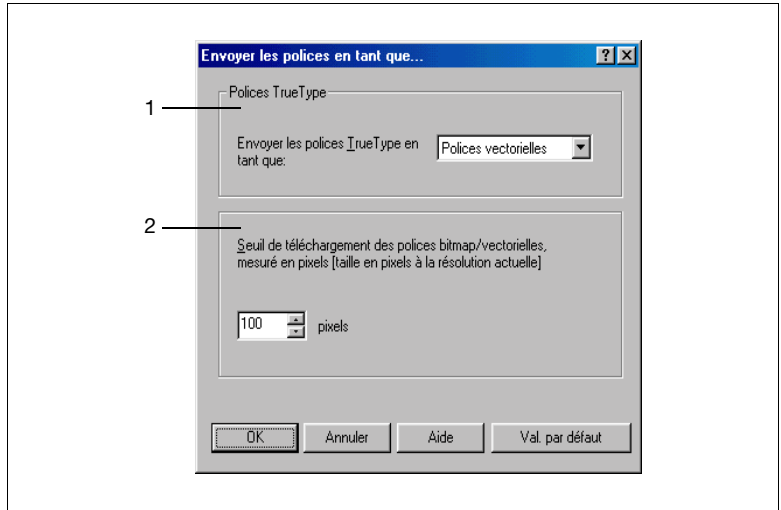 Envoyer les polices en tant que...
Polices TrueType
1
Envoyer les polices TrueType en
tant que:
Polices vectorielles
2
Seuil de téléchargement des polices bitmap/vectorielles,
mesuré en pixels [taille en pixels à la résolution actuelle]
100
pixels
OK
Annuler
Aide
Val. par défaut